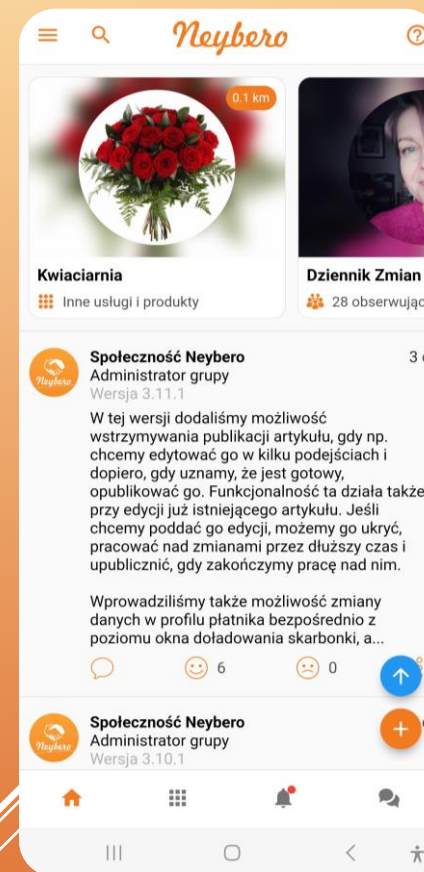 Neybero
0.1 km
Kwiaciarnia
Inne usługi i produkty
Dziennik Zmian
28 obserwując
Społeczność Neybero
3
Administrator grupy
Neybero
Wersja 3.11.1
W tej wersji dodaliśmy możliwość
wstrzymywania publikacji artykułu, gdy np.
chcemy edytować go w kilku podejściach i
dopiero, gdy uznamy, że jest gotowy,
opublikować go. Funkcjonalność ta działa także
przy edycji już istniejącego artykułu. Jeśli
chcemy poddać go edycji, możemy go ukryć,
pracować nad zmianami przez dłuższy czas i
upublicznić, gdy zakończymy pracę nad nim.
Wprowadziliśmy także możliwość zmiany
danych w profilu płatnika bezpośrednio z
poziomu okna doładowania skarbonki, a...
6
0
Społeczność Neybero
Administrator grupy
Neybero
Wersja 3.10.1